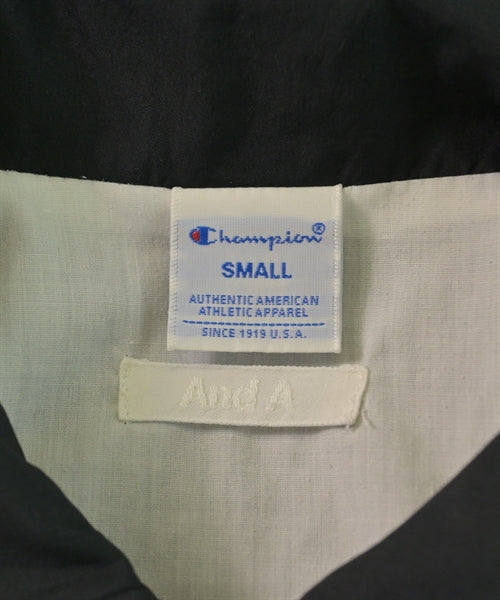 Champion®
SMALL
AUTHENTIC AMERICAN
ATHLETIC APPAREL
SINCE 1919 U.S.A.
And A